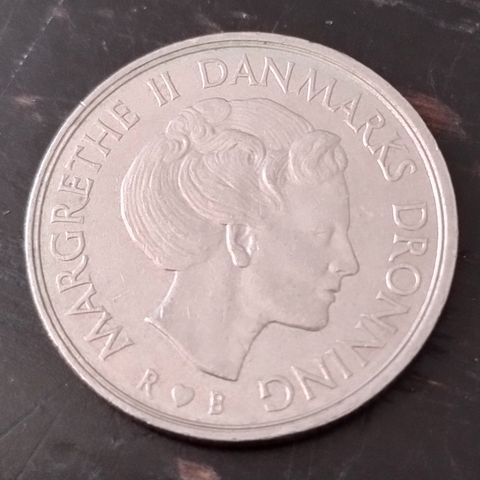 MARGRETHE II DANMARKS DRONNING
R ♥ B